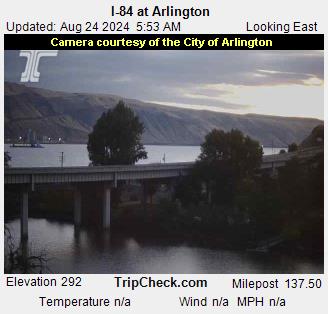 I-84 at Arlington
Updated: Aug 24 2024 5:53 AM Looking East
Camera courtesy of the City of Arlington
Elevation 292 TripCheck.com Milepost 137.50
Temperature n/a Wind n/a MPH n/a